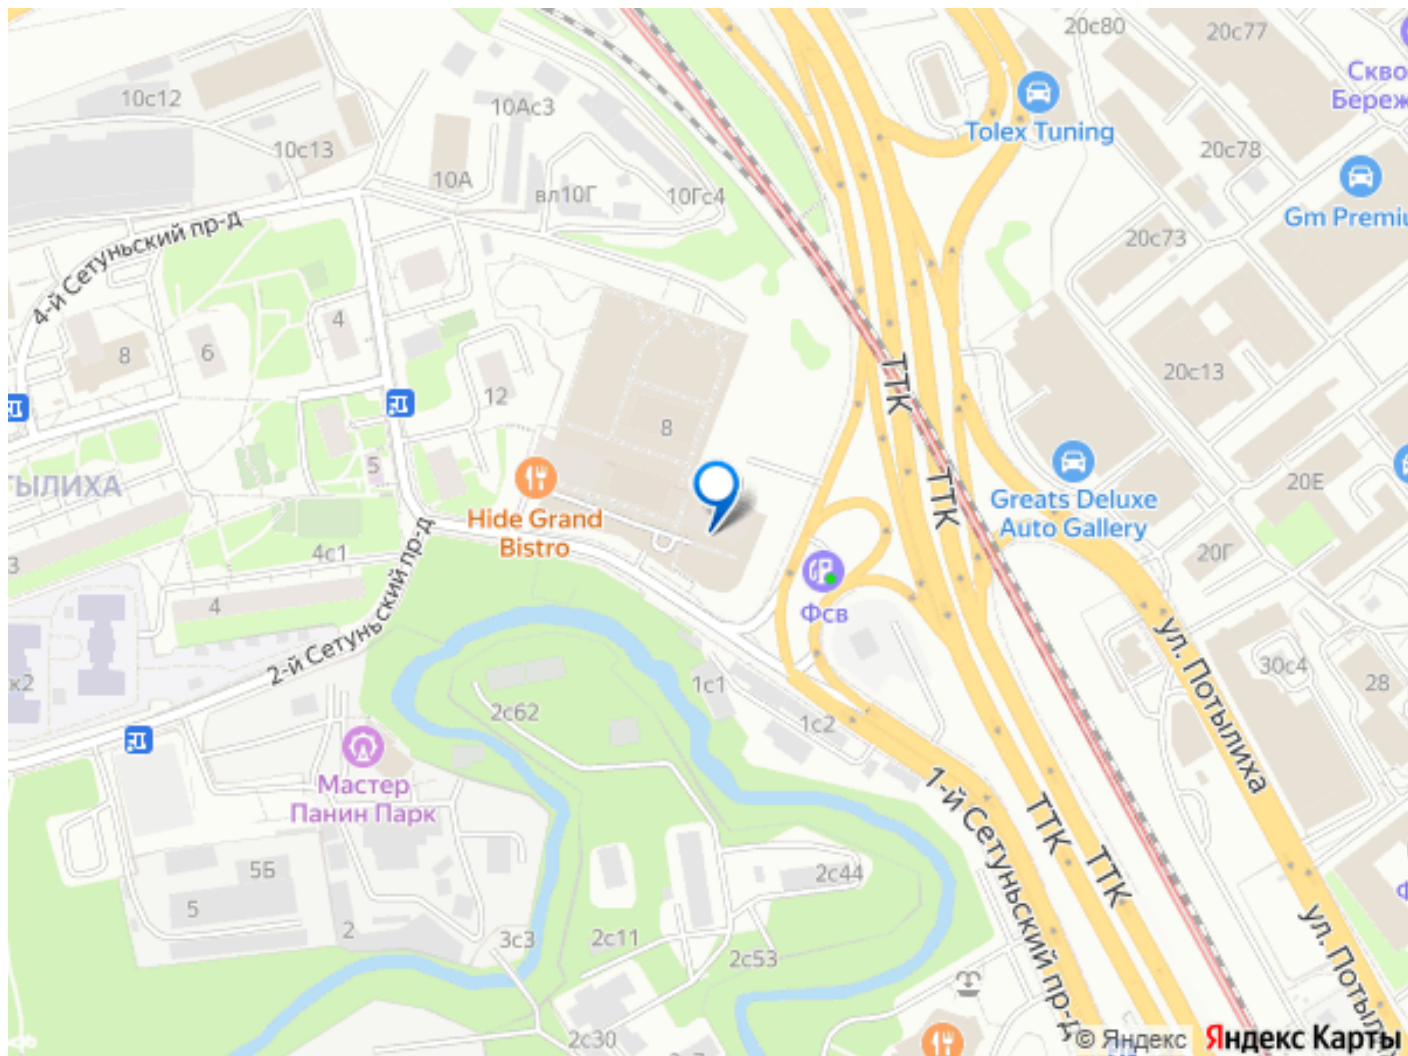 20с80
20с77
Скво
Береж
10с12
10Ас3
Tolex Tuning
10с13
20с78
10А
вл10Г
10Гс4
Gm Premiu
4-й Сетуньский пр-д
20с73
4
8
6
ТТК
20с13
12
8
5
ТЫЛИХА
ТТК
20Е
Hide Grand
Bistro
Greats Deluxe
Auto Gallery
4с1
3
20Г
2-й Сетуньский пр-д
4
Фсв
ул. Потылиха
30с4
28
к2
1с1
2с62
1с2
Мастер
Панин Парк
1-й Сетуньский пр-д
ТТК
ТТК
5Б
2с44
5
2
3с3
2с11
2с53
ул. Потылі
2с30
© Яндекс
Яндекс Карты